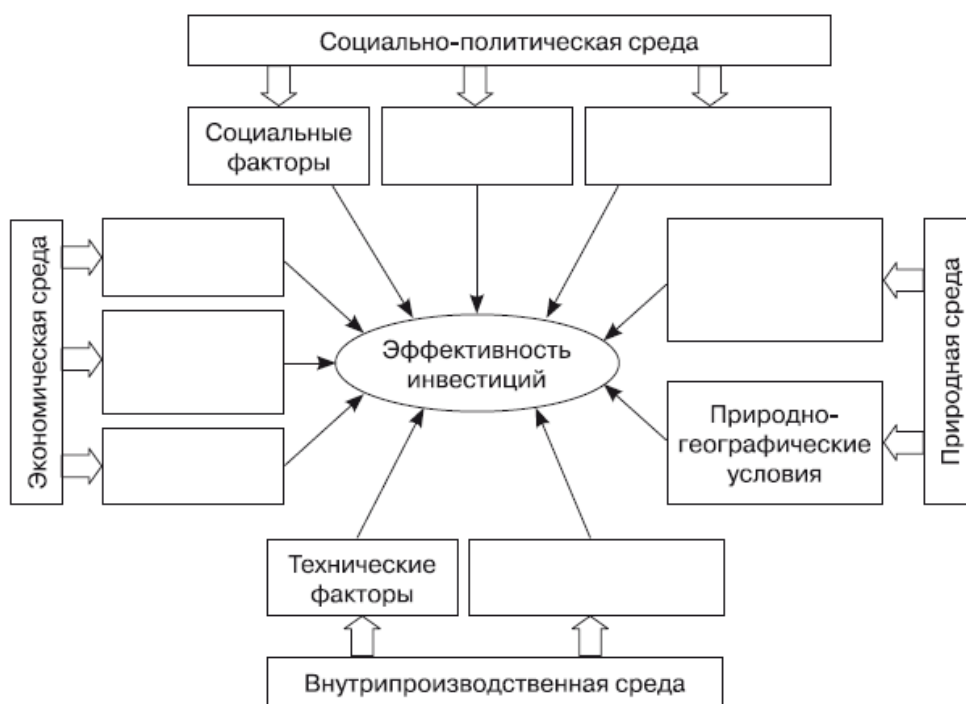 Социально-политическая среда
Социальные
факторы
Экономическая среда
Эффективность
инвестиций
Природно-
географические
условия
Природная среда
Технические
факторы
Внутрипроизводственная среда